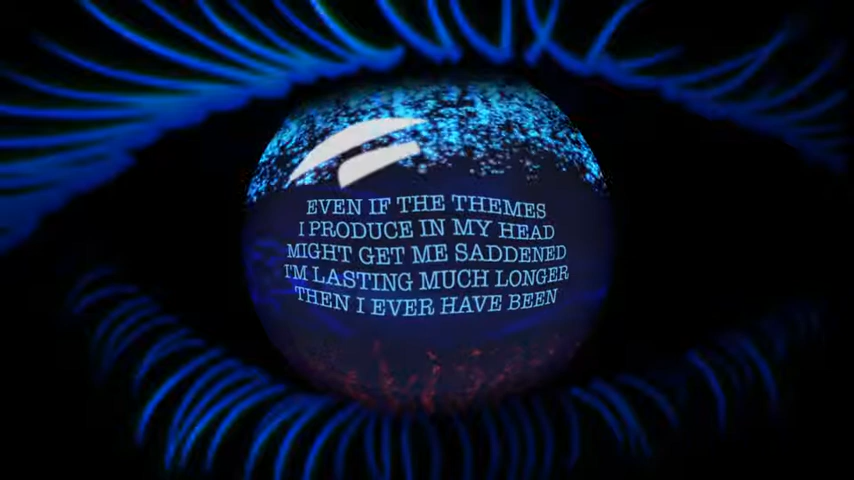 EVEN IF THE THEMES
I PRODUCE IN MY HEAD
MIGHT GET ME SADDENED
I'M LASTING MUCH LONGER
THEN I EVER HAVE BEEN